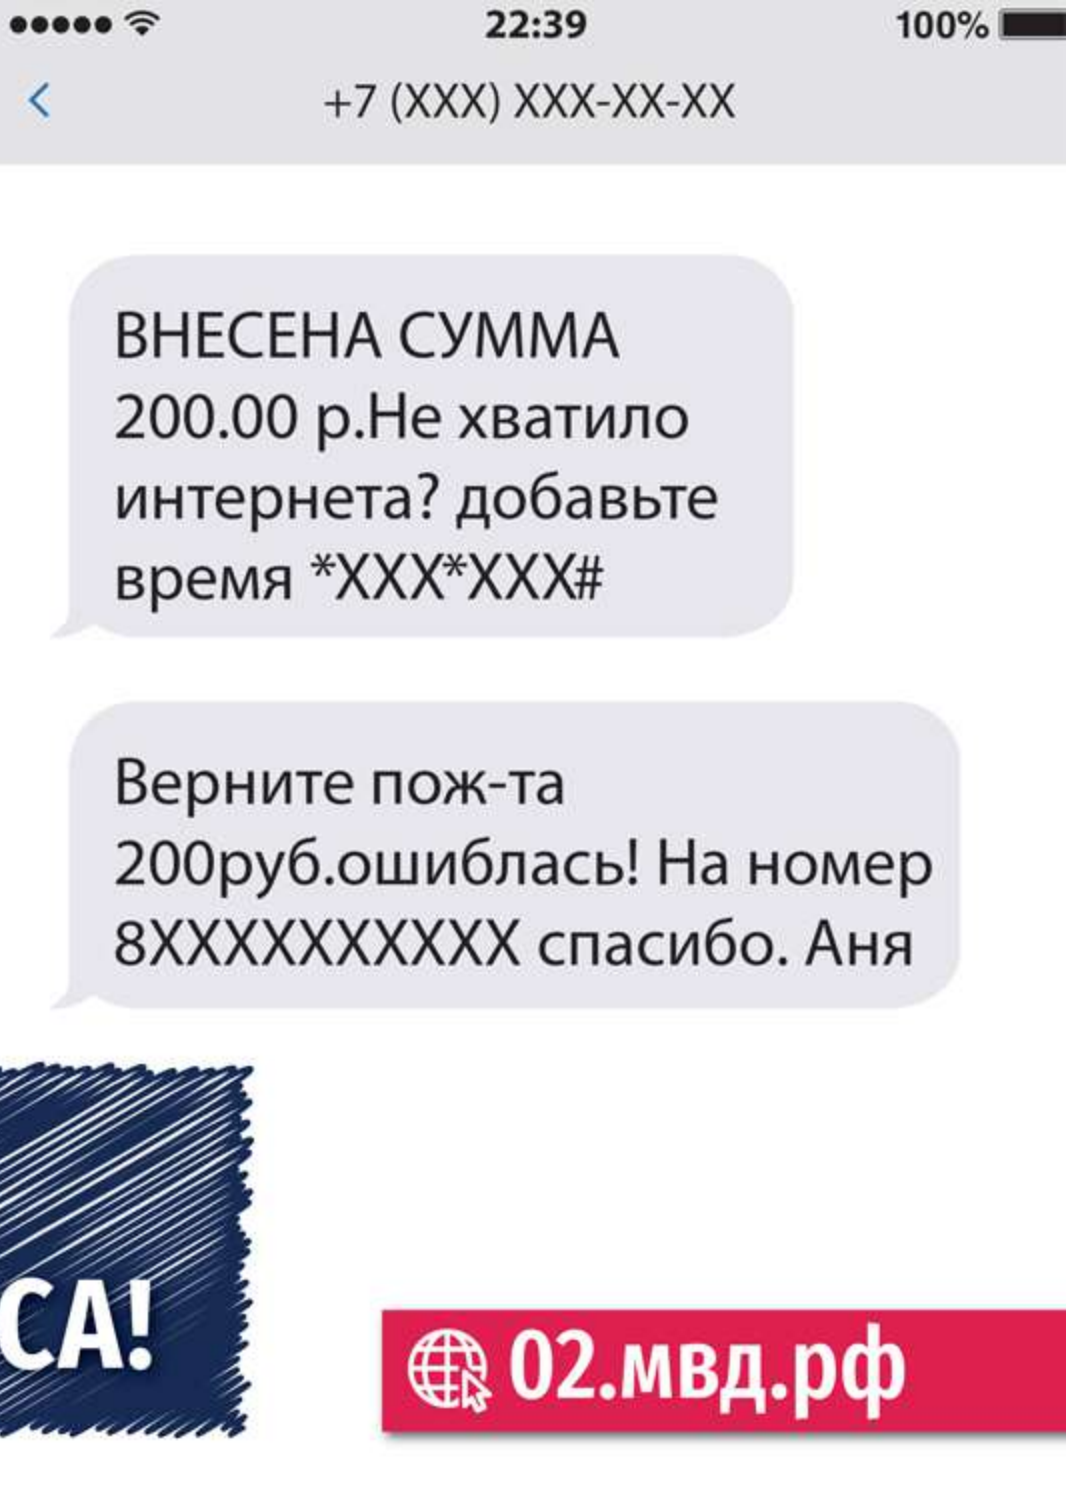 22:39
100%
+7 (XXX) XXX-XX-XX
ВНЕСЕНА СУММА
200.00 р.Не хватило
интернета? добавьте
время *XXX*XXX#
Верните пож-та
200руб.ошиблась! На номер
8XXXXXXXXXX спасибо. Аня
СА!
02.мвд.рф